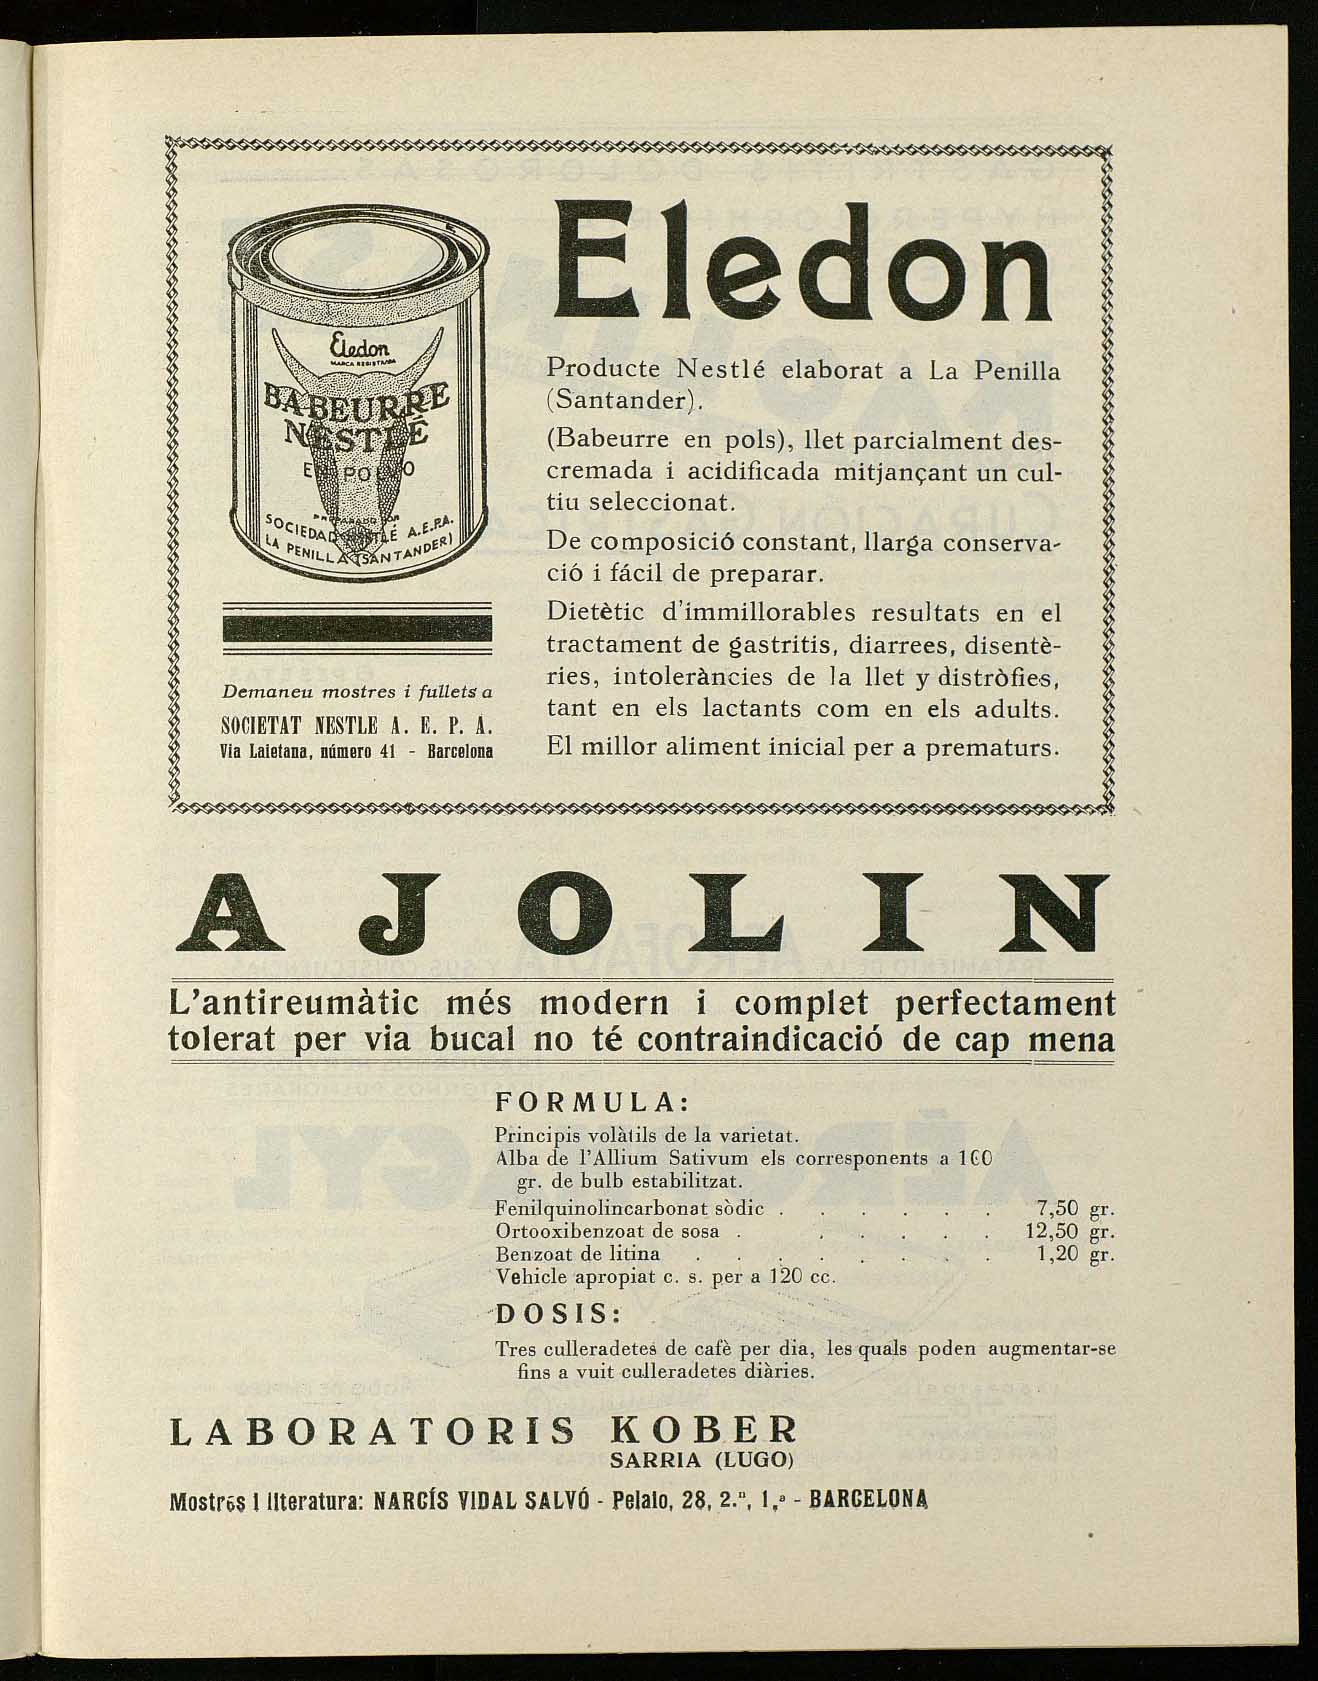 Eledon
Eledon
MARCA REGISTRADA
BABEURRE
NESTLÉ
EN POLVO
PREPARADO POR
SOCIEDAD NESTLÉ A.E.P.A.
LA PENILLA (SANTANDER)
Producte Nestlé elaborat a La Penilla
(Santander).
(Babeurre en pols), llet parcialment des-
cremada i acidificada mitjançant un cul-
tiu seleccionat.
De composició constant, llarga conserva-
ció i fácil de preparar.
Dietètic d'immillorables resultats en el
tractament de gastritis, diarrees, disentè-
ries, intoleràncies de la llet y distròfies,
tant en els lactants com en els adults.
El millor aliment inicial per a prematurs.
Demaneu mostres i fullets a
SOCIETAT NESTLE A. E. P. A.
Via Laietana, número 41 - Barcelona
AJOLIN
L'antireumàtic més modern i complet perfectament
tolerat per via bucal no té contraindicació de cap mena
FORMULA:
Principis volàtils de la varietat.
Alba de l'Allium Sativum els corresponents a 100
gr. de bulb estabilitzat.
Fenilquinolincarbonat sòdic . . . . . . 7,50 gr.
Ortooxibenzoat de sosa . . . . . . 12,50 gr.
Benzoat de litina . . . . . . . . 1,20 gr.
Vehicle apropiat c. s. per a 120 cc.
DOSIS:
Tres culleradetes de cafè per dia, les quals poden augmentar-se
fins a vuit culleradetes diàries.
LABORATORIS KOBER
SARRIA (LUGO)
Mostres i literatura: NARCÍS VIDAL SALVÓ - Pelaio, 28, 2.ⁿ, 1.ª - BARCELONA